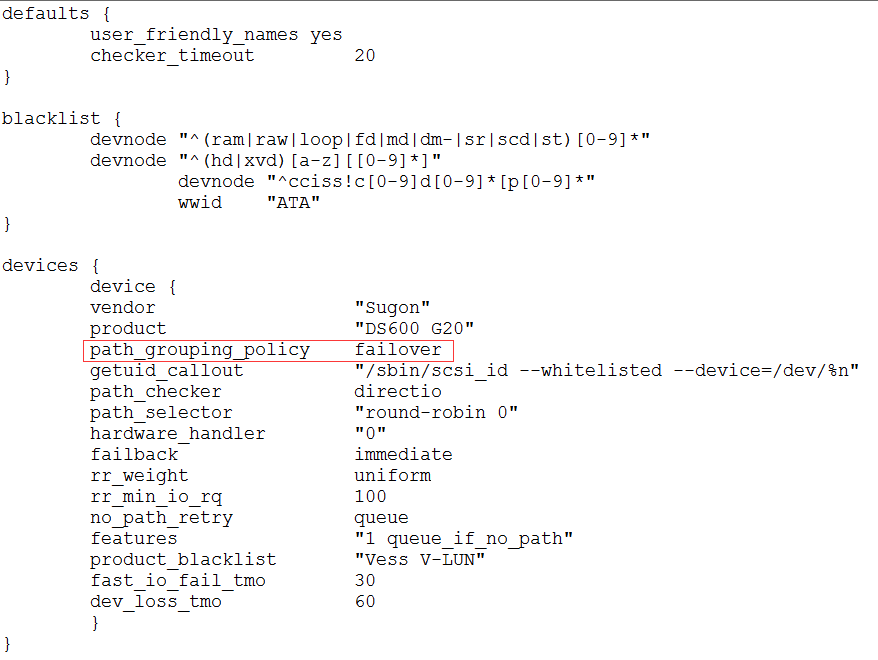 defaults {
        user_friendly_names yes
        checker_timeout         20
}
blacklist {
        devnode "^(ram|raw|loop|fd|md|dm-|sr|scd|st)[0-9]*"
        devnode "^(hd|xvd)[a-z][[0-9]*]"
                devnode "^cciss!c[0-9]d[0-9]*[p[0-9]*"
                wwid    "ATA"
}
devices {
        device {
        vendor                  "Sugon"
        product                 "DS600 G20"
        path_grouping_policy    failover
        getuid_callout          "/sbin/scsi_id --whitelisted --device=/dev/%n"
        path_checker            directio
        path_selector           "round-robin 0"
        hardware_handler        "0"
        failback                immediate
        rr_weight               uniform
        rr_min_io_rq            100
        no_path_retry           queue
        features                "1 queue_if_no_path"
        product_blacklist       "Vess V-LUN"
        fast_io_fail_tmo        30
        dev_loss_tmo            60
        }
}